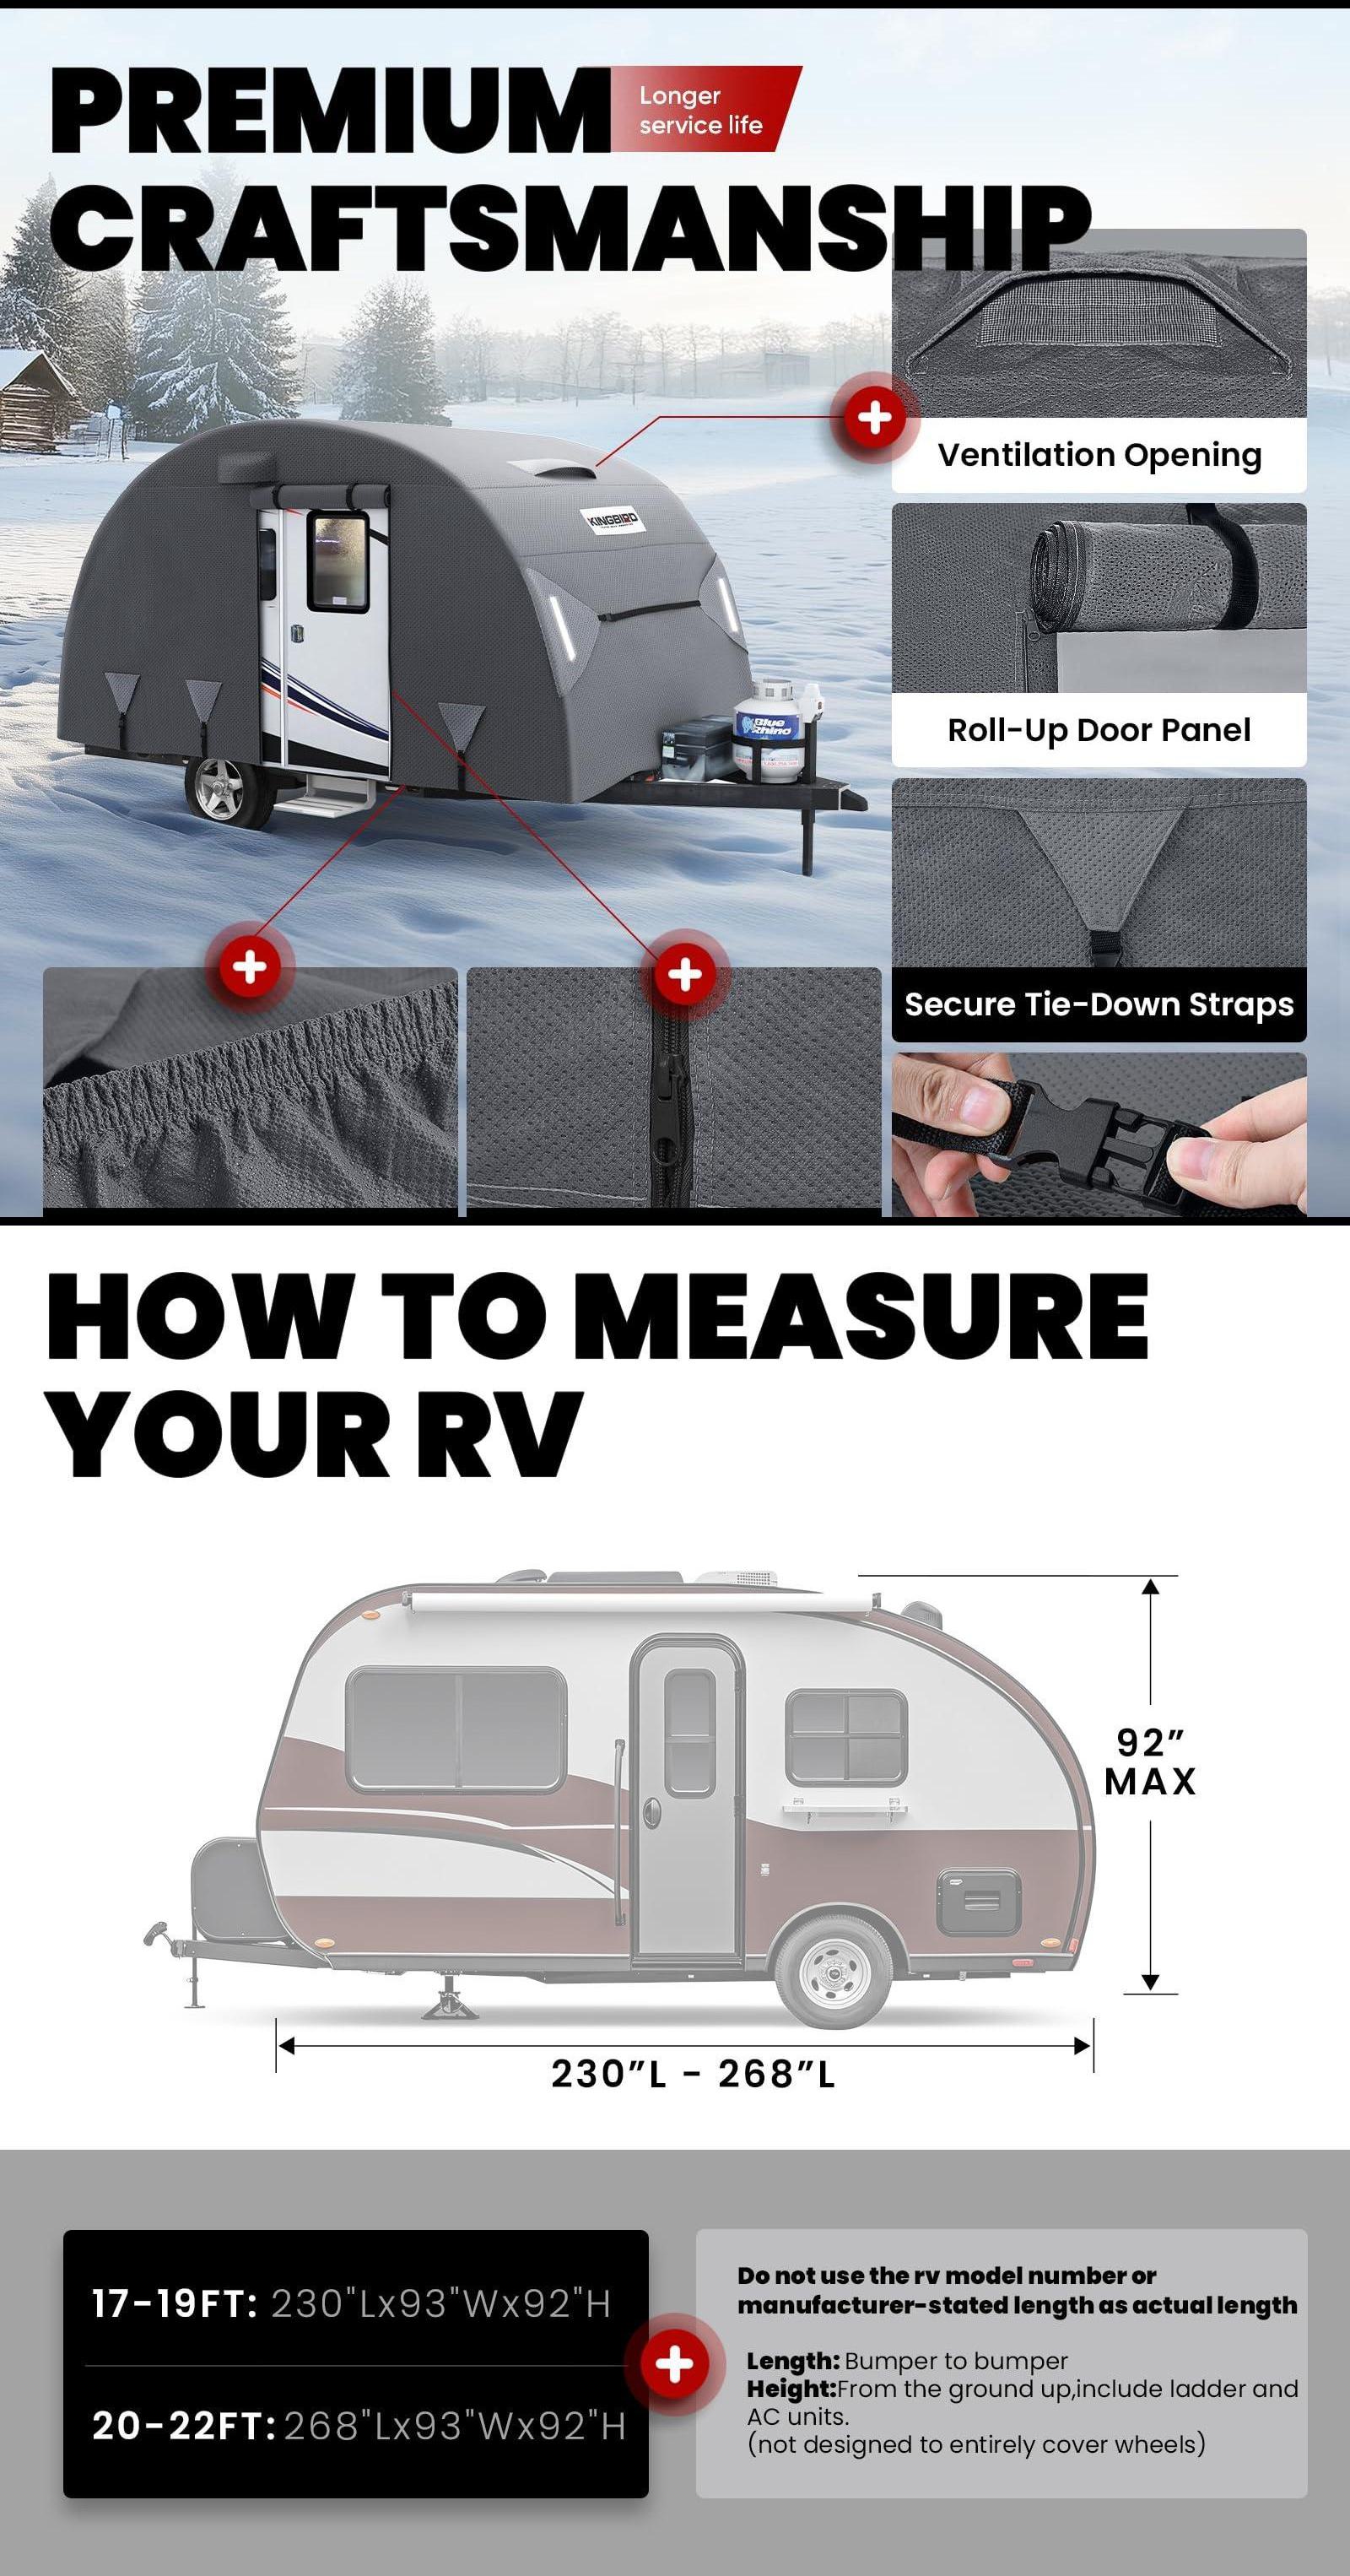 PREMIUM
Longer
service life
CRAFTSMANSHIP
Ventilation Opening
KINGBIRD
Roll-Up Door Panel
Blue
Rhino
Secure Tie-Down Straps
HOW TO MEASURE
YOUR RV
92”
MAX
230”L - 268”L
17-19FT: 230"Lx93"Wx92"H
20-22FT: 268"Lx93"Wx92"H
Do not use the rv model number or
manufacturer-stated length as actual length
Length: Bumper to bumper
Height:From the ground up,include ladder and
AC units.
(not designed to entirely cover wheels)